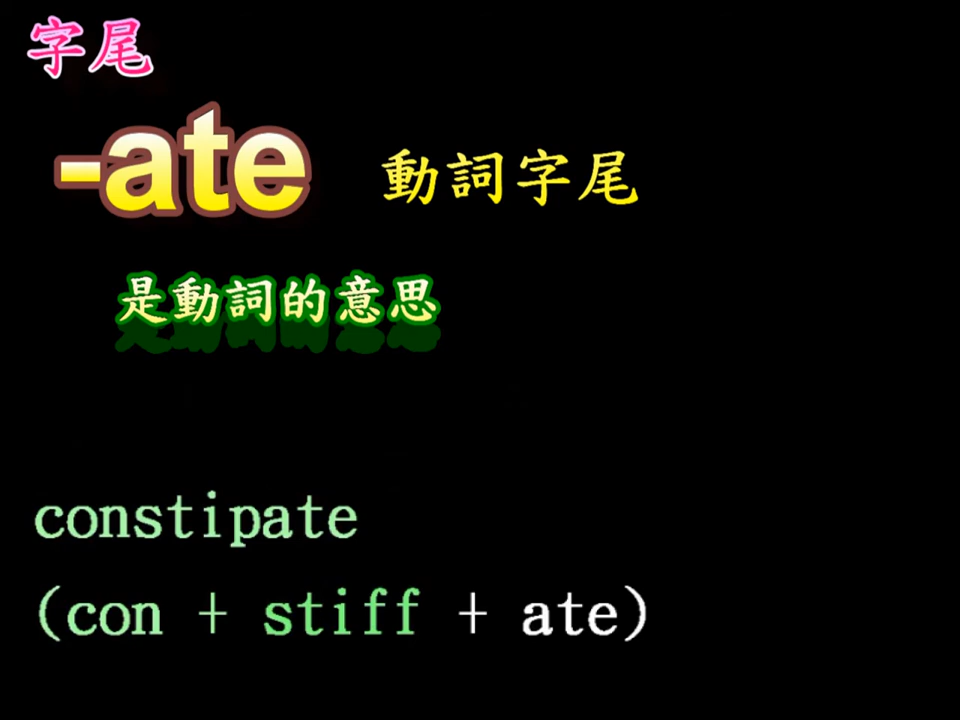 字尾
-ate 動詞字尾
是動詞的意思
constipate
(con + stiff + ate)